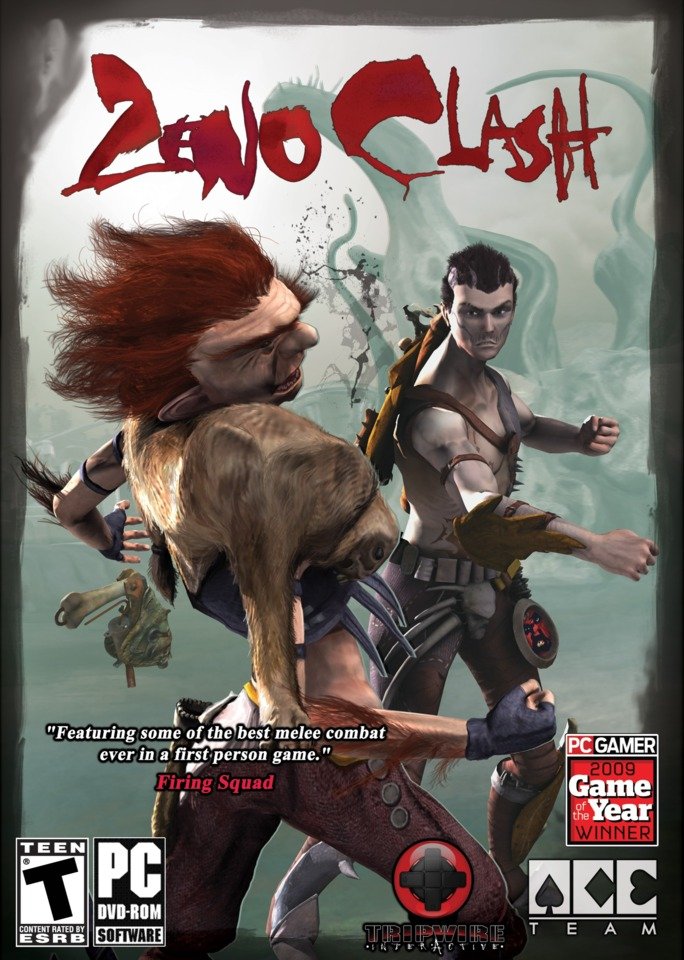 Zeno Clash
"Featuring some of the best melee combat
ever in a first person game."
Firing Squad
PC GAMER
2009
Game
of the Year
WINNER
TEEN
T
®
CONTENT RATED BY
ESRB
PC
DVD-ROM
SOFTWARE
TRIPWIRE
INTERACTIVE
ACE
TEAM